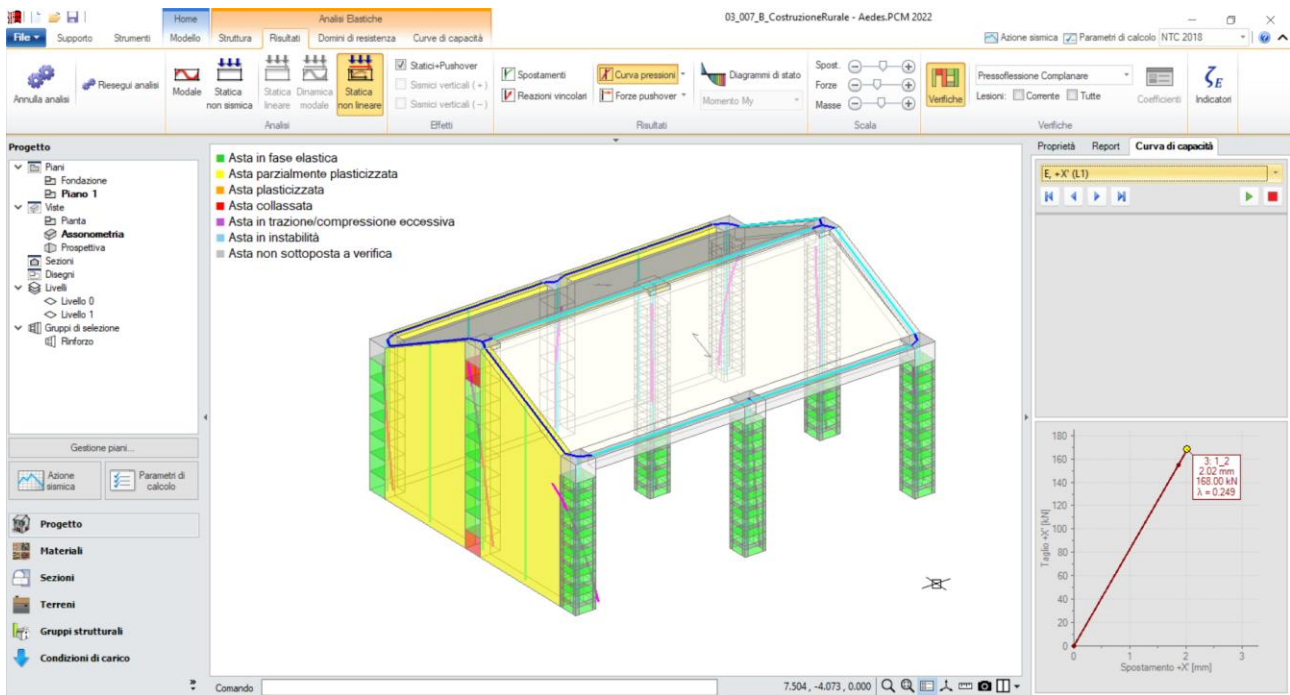 03_007_B_CostruzioneRurale - Aedes.PCM 2022
Home
Analisi Elastiche
File
Supporto
Strumenti
Modello
Struttura
Risultati
Domini di resistenza
Curve di capacità
Azione sismica
Parametri di calcolo
NTC 2018
Annulla analisi
Riesegui analisi
Modale
Statica non sismica
Statica lineare
Dinamica modale
Statica non lineare
Analisi
Statici+Pushover
Sismici verticali (+)
Sismici verticali (–)
Effetti
Spostamenti
Reazioni vincolari
Curva pressioni
Forze pushover
Diagrammi di stato
Momento My
Risultati
Spost.
Forze
Masse
Scala
Verifiche
Pressoflessione Complanare
Lesioni:
Corrente
Tutte
Coefficienti
ζE
Indicatori
Verifiche
Progetto
Piani
Fondazione
Piano 1
Viste
Pianta
Assonometria
Prospettiva
Sezioni
Disegni
Livelli
Livello 0
Livello 1
Gruppi di selezione
Rinforzo
Gestione piani...
Azione sismica
Parametri di calcolo
Progetto
Materiali
Sezioni
Terreni
Gruppi strutturali
Condizioni di carico
Asta in fase elastica
Asta parzialmente plasticizzata
Asta plasticizzata
Asta collassata
Asta in trazione/compressione eccessiva
Asta in instabilità
Asta non sottoposta a verifica
Comando
7.504 , -4.073 , 0.000
Proprietà
Report
Curva di capacità
E, +X' (L1)
180
160
140
120
100
80
60
40
20
0
Taglio +X' [kN]
3: 1_2
2.02 mm
168.00 kN
λ = 0.249
0
1
2
3
Spostamento +X' [mm]